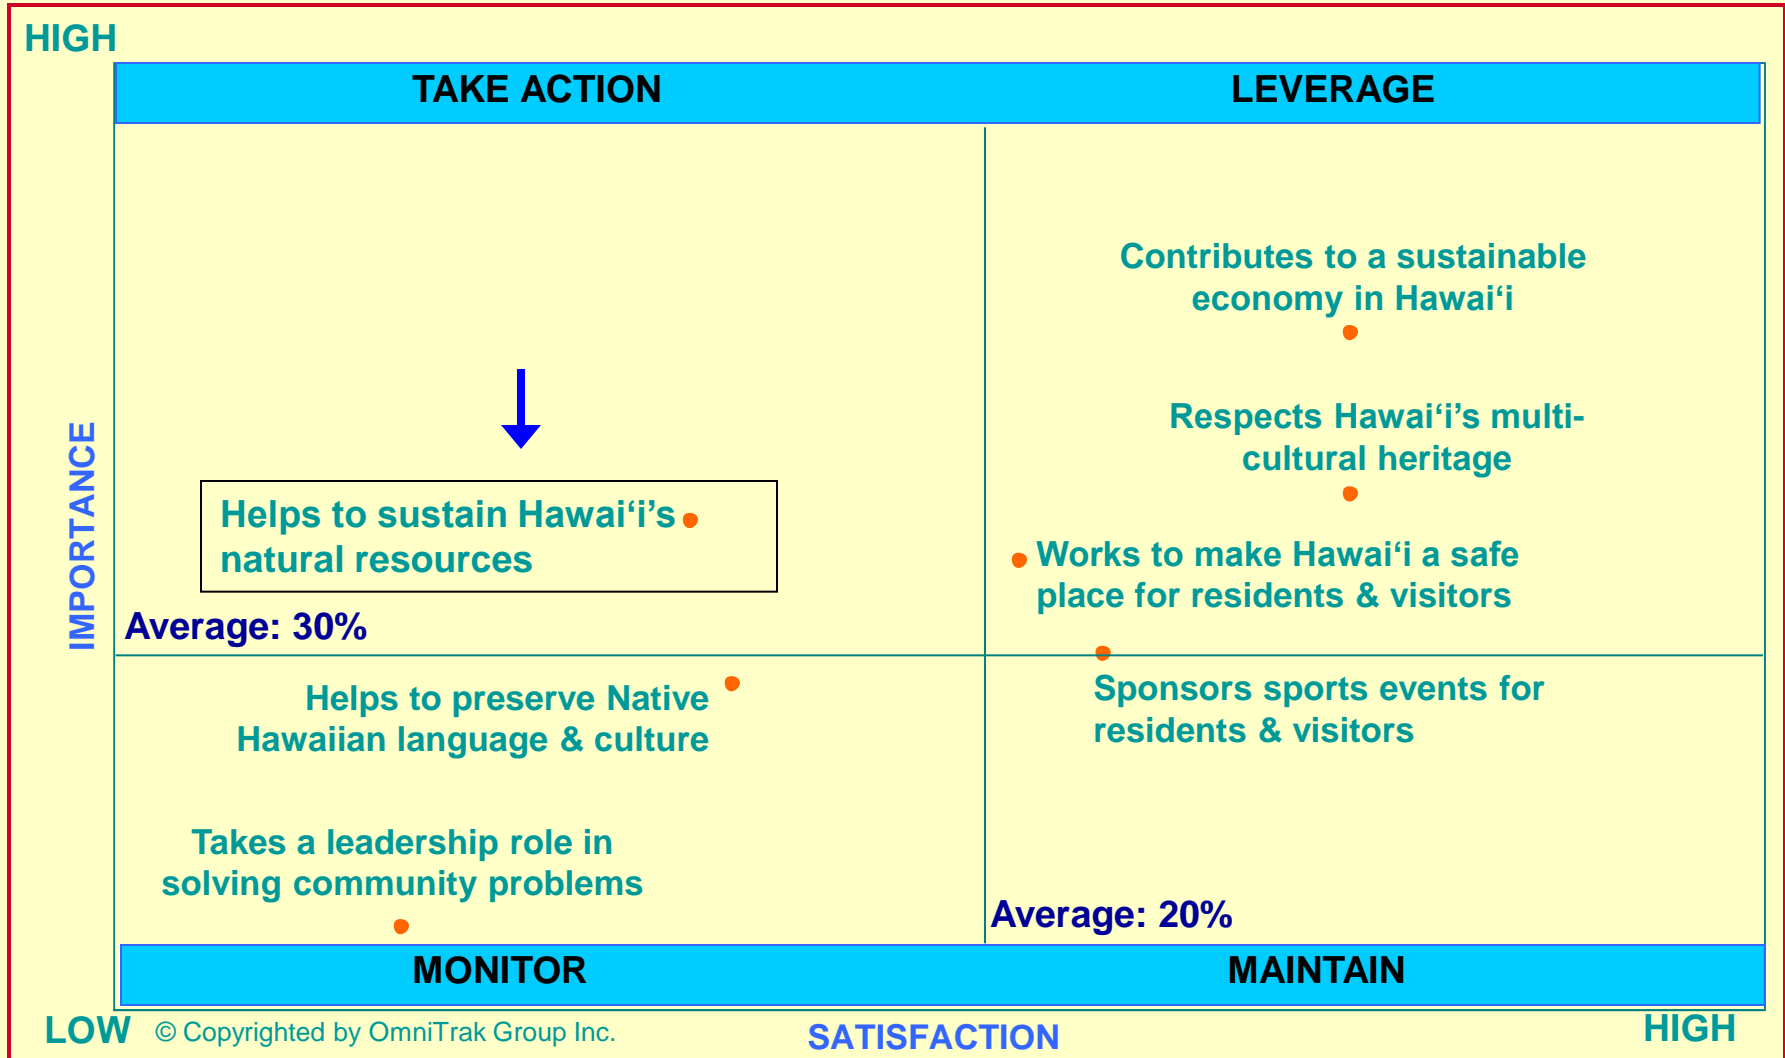 HIGH
TAKE ACTION
LEVERAGE
Contributes to a sustainable
economy in Hawai‘i
Respects Hawai‘i’s multi-
cultural heritage
IMPORTANCE
Helps to sustain Hawai‘i’s
natural resources
Works to make Hawai‘i a safe
place for residents & visitors
Average: 30%
Helps to preserve Native
Hawaiian language & culture
Sponsors sports events for
residents & visitors
Takes a leadership role in
solving community problems
Average: 20%
MONITOR
MAINTAIN
LOW
© Copyrighted by OmniTrak Group Inc.
SATISFACTION
HIGH